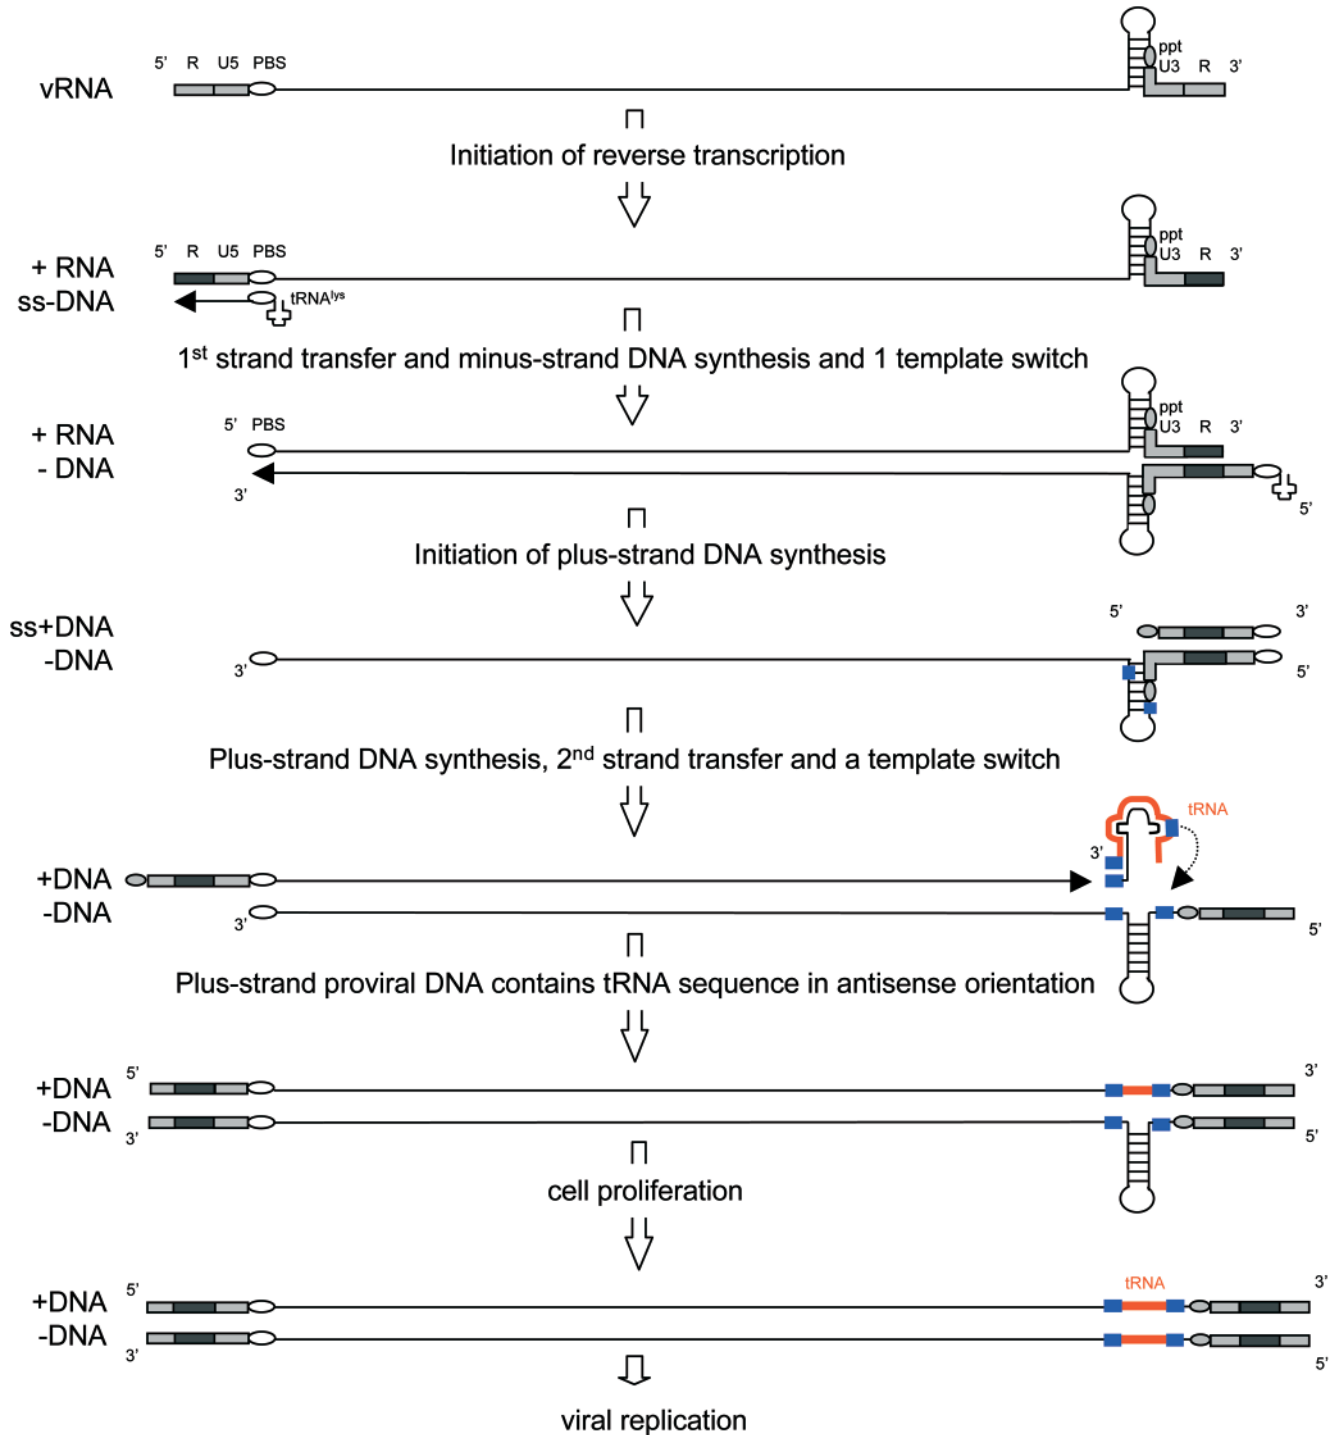 ppt
5' R U5 PBS U3 R 3'
vRNA
Initiation of reverse transcription
ppt
5' R U5 PBS U3 R 3'
+ RNA
ss-DNA
tRNAlys
1st strand transfer and minus-strand DNA synthesis and 1 template switch
ppt
5' PBS U3 R 3'
+ RNA
- DNA
3' 5'
Initiation of plus-strand DNA synthesis
5' 3'
ss+DNA
-DNA
3' 5'
Plus-strand DNA synthesis, 2nd strand transfer and a template switch
tRNA
3'
+DNA
-DNA
3' 5'
Plus-strand proviral DNA contains tRNA sequence in antisense orientation
5' 3'
+DNA
-DNA
3' 5'
cell proliferation
5' tRNA 3'
+DNA
-DNA
3' 5'
viral replication